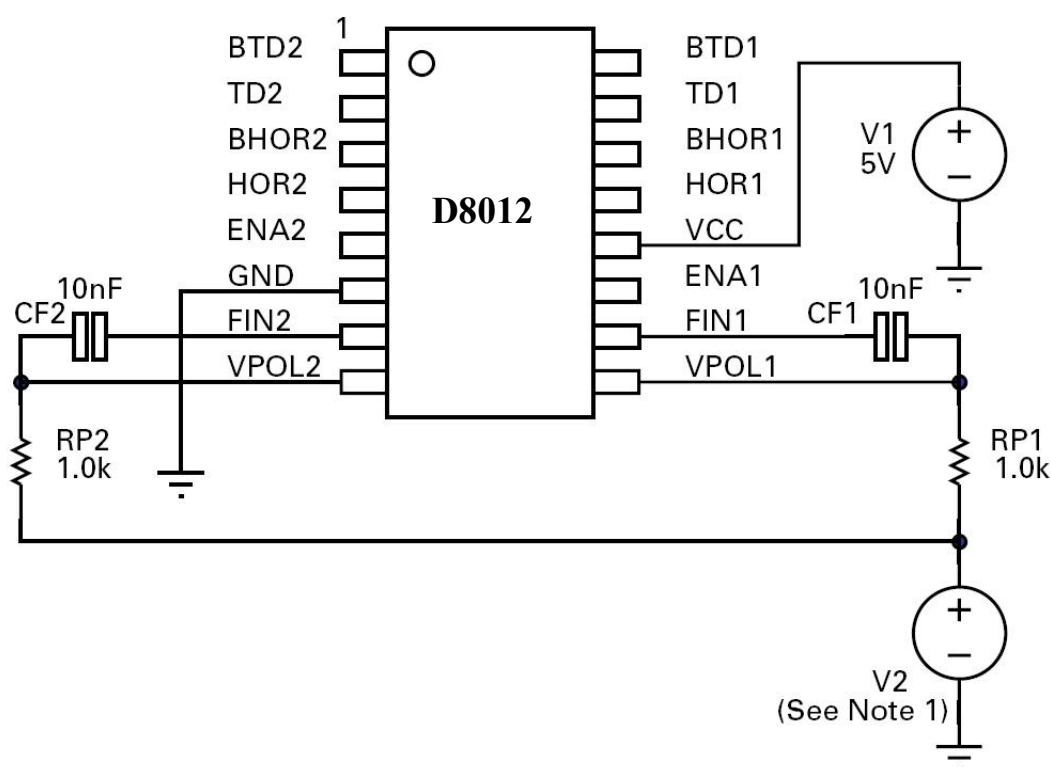 1
BTD2
TD2
BHOR2
HOR2
ENA2
GND
FIN2
VPOL2
D8012
BTD1
TD1
BHOR1
HOR1
VCC
ENA1
FIN1
VPOL1
V1
5V
10nF
CF2
10nF
CF1
RP2
1.0k
RP1
1.0k
V2
(See Note 1)